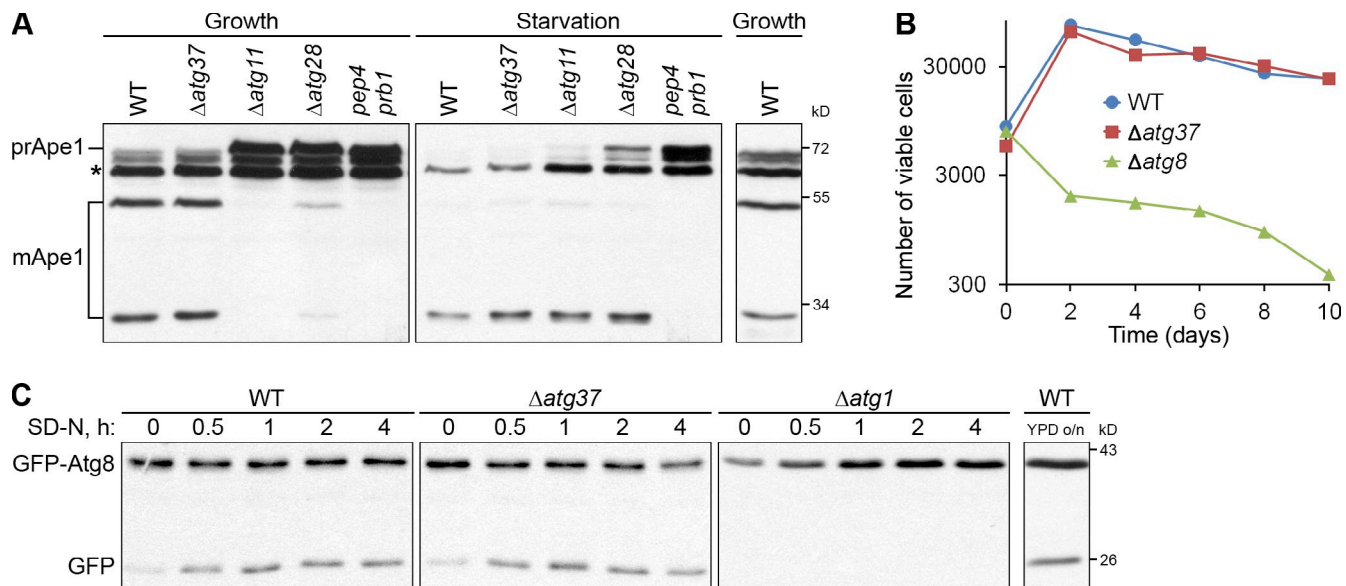 A
Growth
Starvation
Growth
WT
Δatg37
Δatg11
Δatg28
pep4
prb1
WT
Δatg37
Δatg11
Δatg28
pep4
prb1
WT
kD
prApe1
*
mApe1
72
55
34
B
Number of viable cells
30000
3000
300
WT
Δatg37
Δatg8
0 2 4 6 8 10
Time (days)
C
WT
Δatg37
Δatg1
WT
SD-N, h: 0 0.5 1 2 4 0 0.5 1 2 4 0 0.5 1 2 4 YPD o/n kD
GFP-Atg8
43
GFP
26